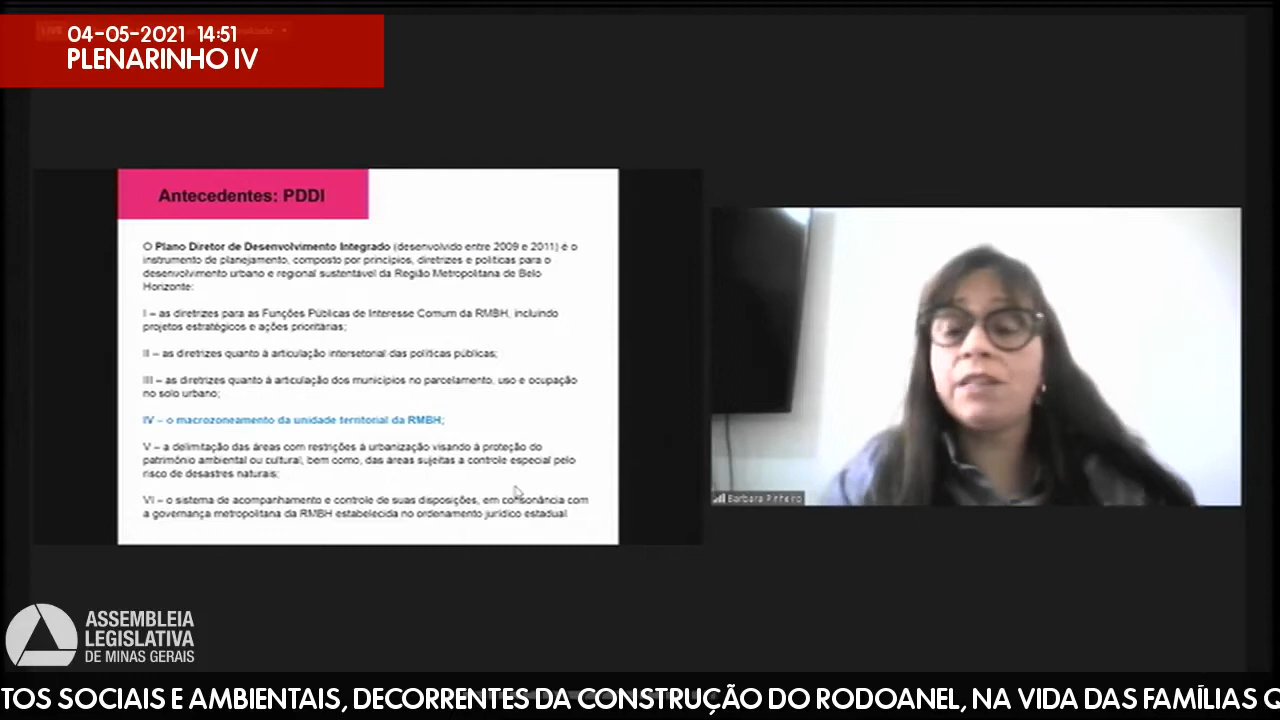 04-05-2021 14:51
PLENARINHO IV
Antecedentes: PDDI
O Plano Diretor de Desenvolvimento Integrado (desenvolvido entre 2009 e 2011) é o
instrumento de planejamento, composto por princípios, diretrizes e políticas para o
desenvolvimento urbano e regional sustentável da Região Metropolitana de Belo
Horizonte:
I – as diretrizes para as Funções Públicas de Interesse Comum da RMBH, incluindo
projetos estratégicos e ações prioritárias;
II – as diretrizes quanto à articulação intersetorial das políticas públicas;
III – as diretrizes quanto à articulação dos municípios no parcelamento, uso e ocupação
no solo urbano;
IV – o macrozoneamento da unidade territorial da RMBH;
V – a delimitação das áreas com restrições à urbanização visando à proteção do
patrimônio ambiental ou cultural, bem como, das áreas sujeitas a controle especial pelo
risco de desastres naturais;
VI – o sistema de acompanhamento e controle de suas disposições, em consonância com
a governança metropolitana da RMBH estabelecida no ordenamento jurídico estadual
Barbara Pinheiro
ASSEMBLEIA
LEGISLATIVA
DE MINAS GERAIS
TOS SOCIAIS E AMBIENTAIS, DECORRENTES DA CONSTRUÇÃO DO RODOANEL, NA VIDA DAS FAMÍLIAS